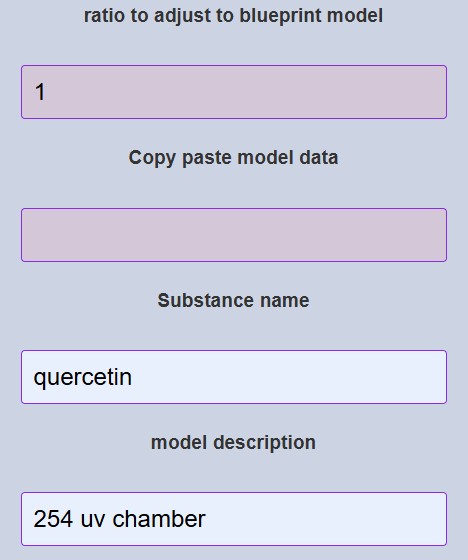 ratio to adjust to blueprint model
1
Copy paste model data
Substance name
quercetin
model description
254 uv chamber